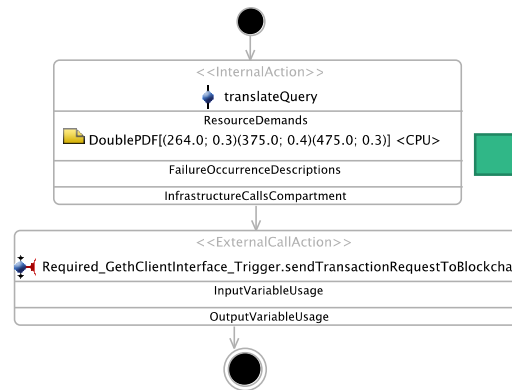 <<InternalAction>>
translateQuery
ResourceDemands
DoublePDF[(264.0; 0.3)(375.0; 0.4)(475.0; 0.3)] <CPU>
FailureOccurrenceDescriptions
InfrastructureCallsCompartment
<<ExternalCallAction>>
Required_GethClientInterface_Trigger.sendTransactionRequestToBlockcha
InputVariableUsage
OutputVariableUsage